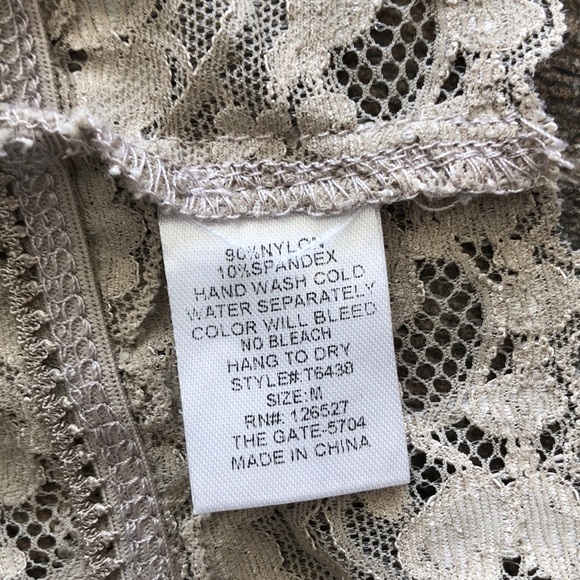 90%NYLON
10%SPANDEX
HAND WASH COLD
WATER SEPARATELY
COLOR WILL BLEED
NO BLEACH
HANG TO DRY
STYLE#:T6438
SIZE:M
RN#: 126527
THE GATE-5704
MADE IN CHINA